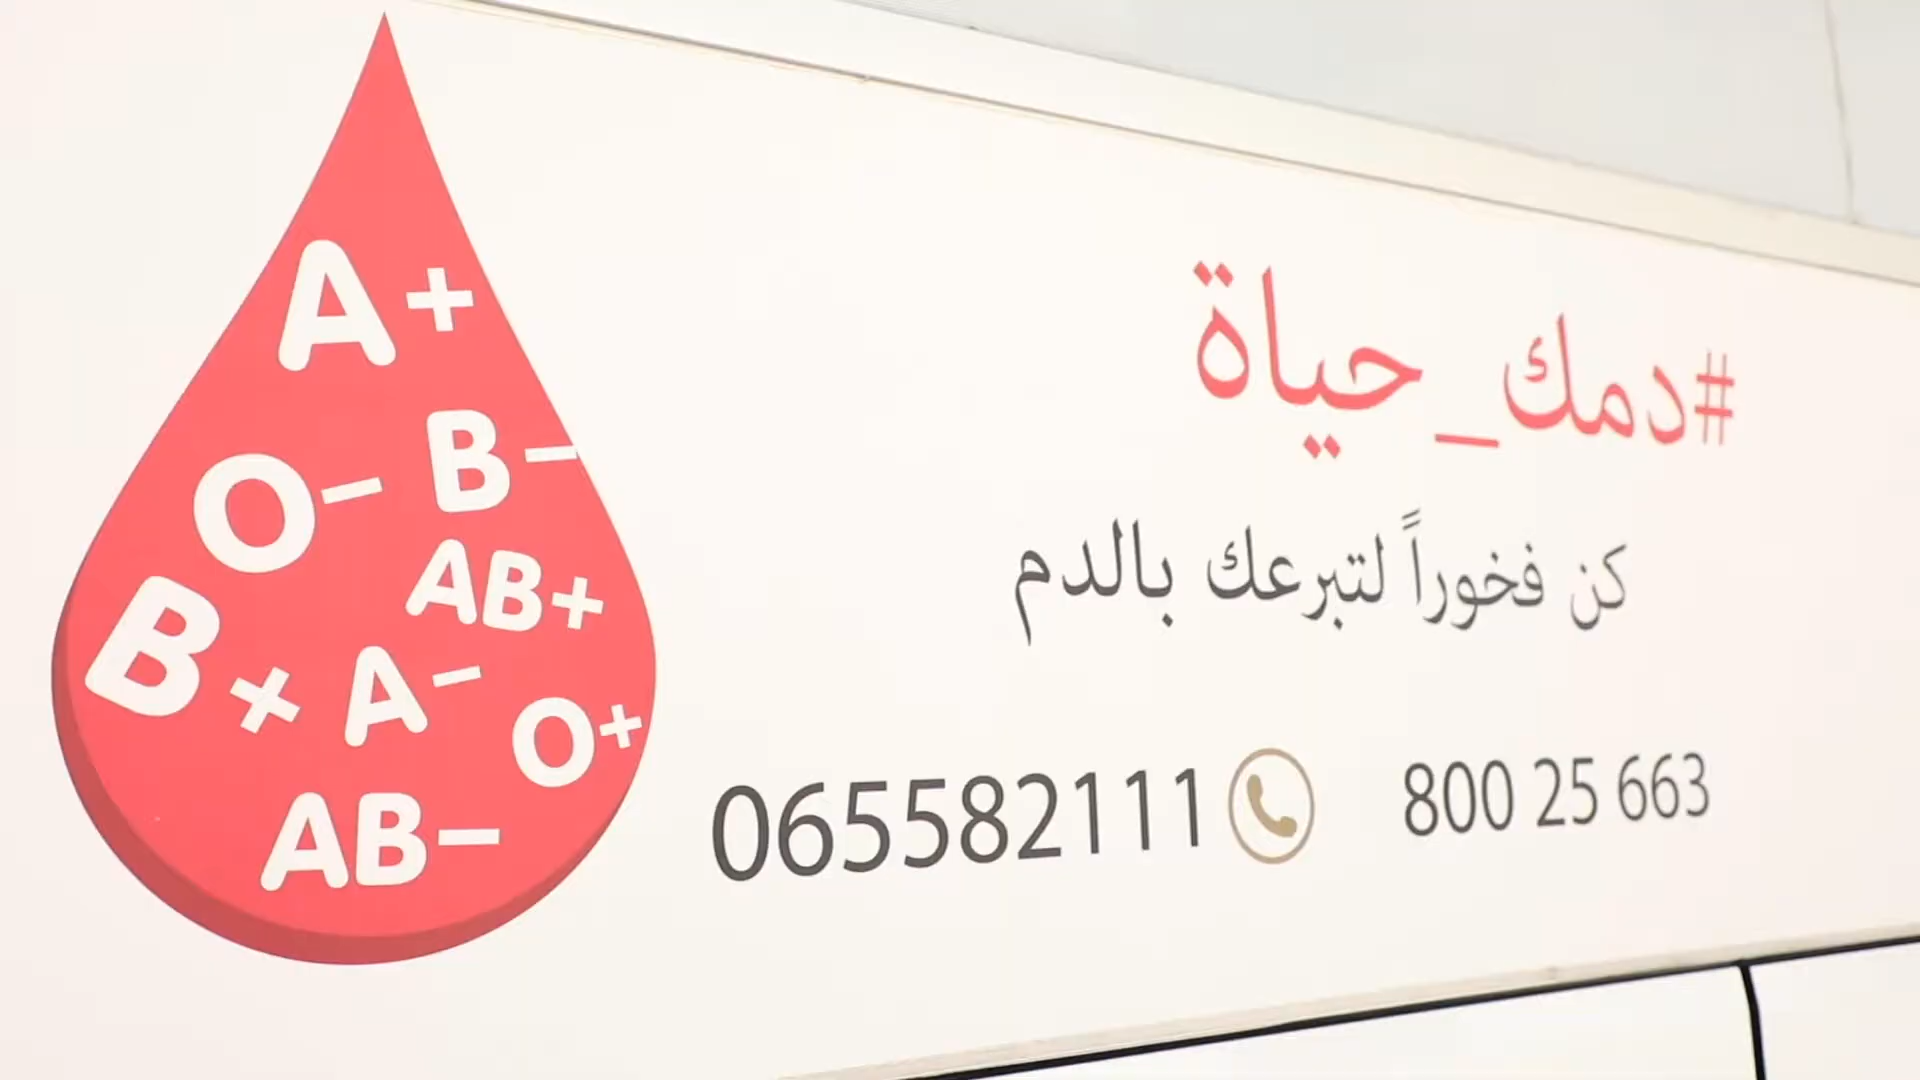 A+
O- B-
AB+
B+ A-
O+
AB-
#دمك_حياة
كن فخوراً لتبرعك بالدم
065582111 800 25 663